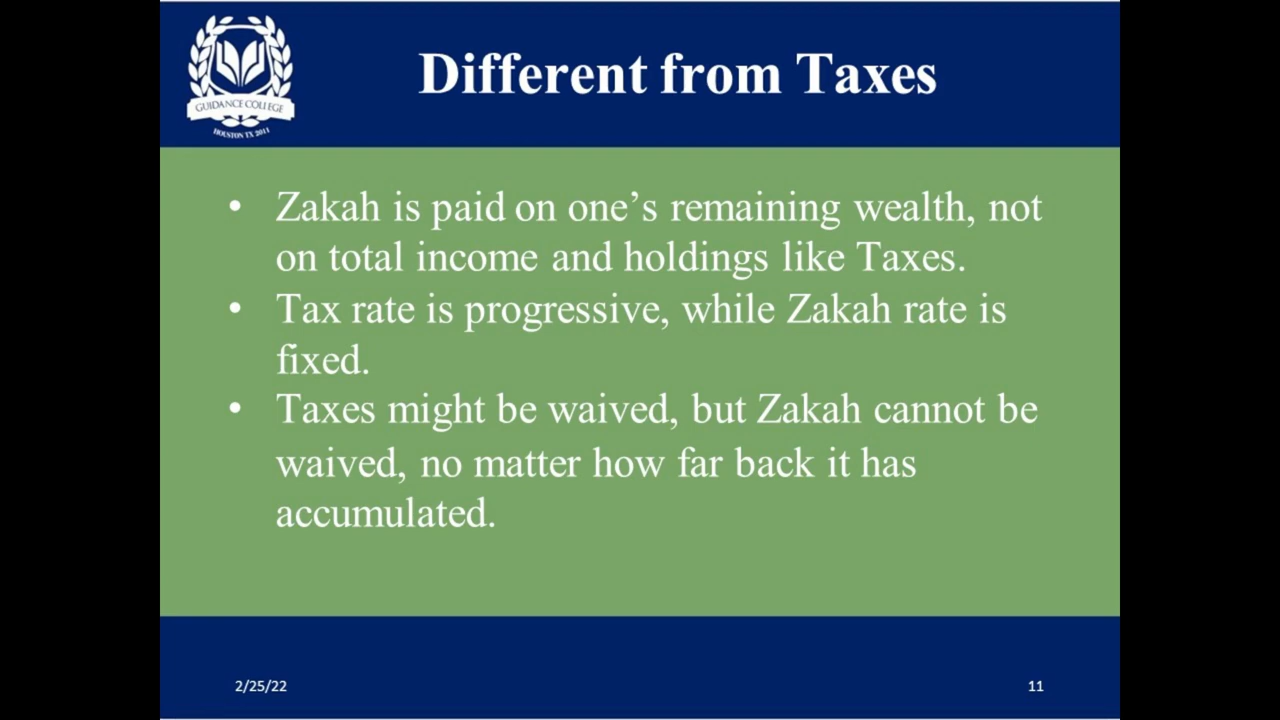 GUIDANCE COLLEGE
HOUSTON TX 2011
Different from Taxes
• Zakah is paid on one’s remaining wealth, not
on total income and holdings like Taxes.
• Tax rate is progressive, while Zakah rate is
fixed.
• Taxes might be waived, but Zakah cannot be
waived, no matter how far back it has
accumulated.
2/25/22
11